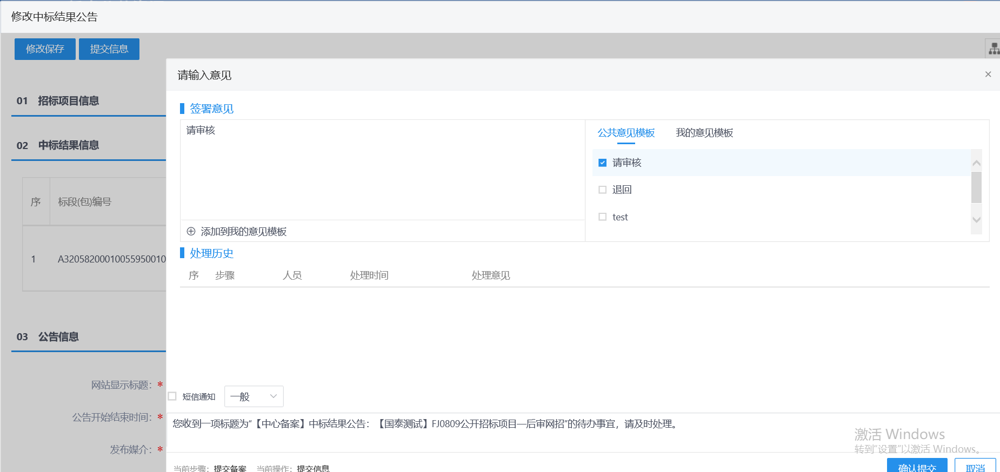 修改中标结果公告
修改保存 提交信息
请输入意见
01 招标项目信息
签署意见
请审核
公共意见模板 我的意见模板
02 中标结果信息
请审核
退回
序 标段(包)编号
test
添加到我的意见模板
处理历史
1 A32058200010055950010
序 步骤 人员 处理时间 处理意见
03 公告信息
网站显示标题：*
短信通知 一般
公告开始结束时间：*
您收到一项标题为“【中心备案】中标结果公告：【国泰测试】FJ0809公开招标项目—后审网招”的待办事宜，请及时处理。
激活 Windows
转到“设置”以激活 Windows。
发布媒介：*
当前步骤：提交备案 当前操作：提交信息
确认提交 取消